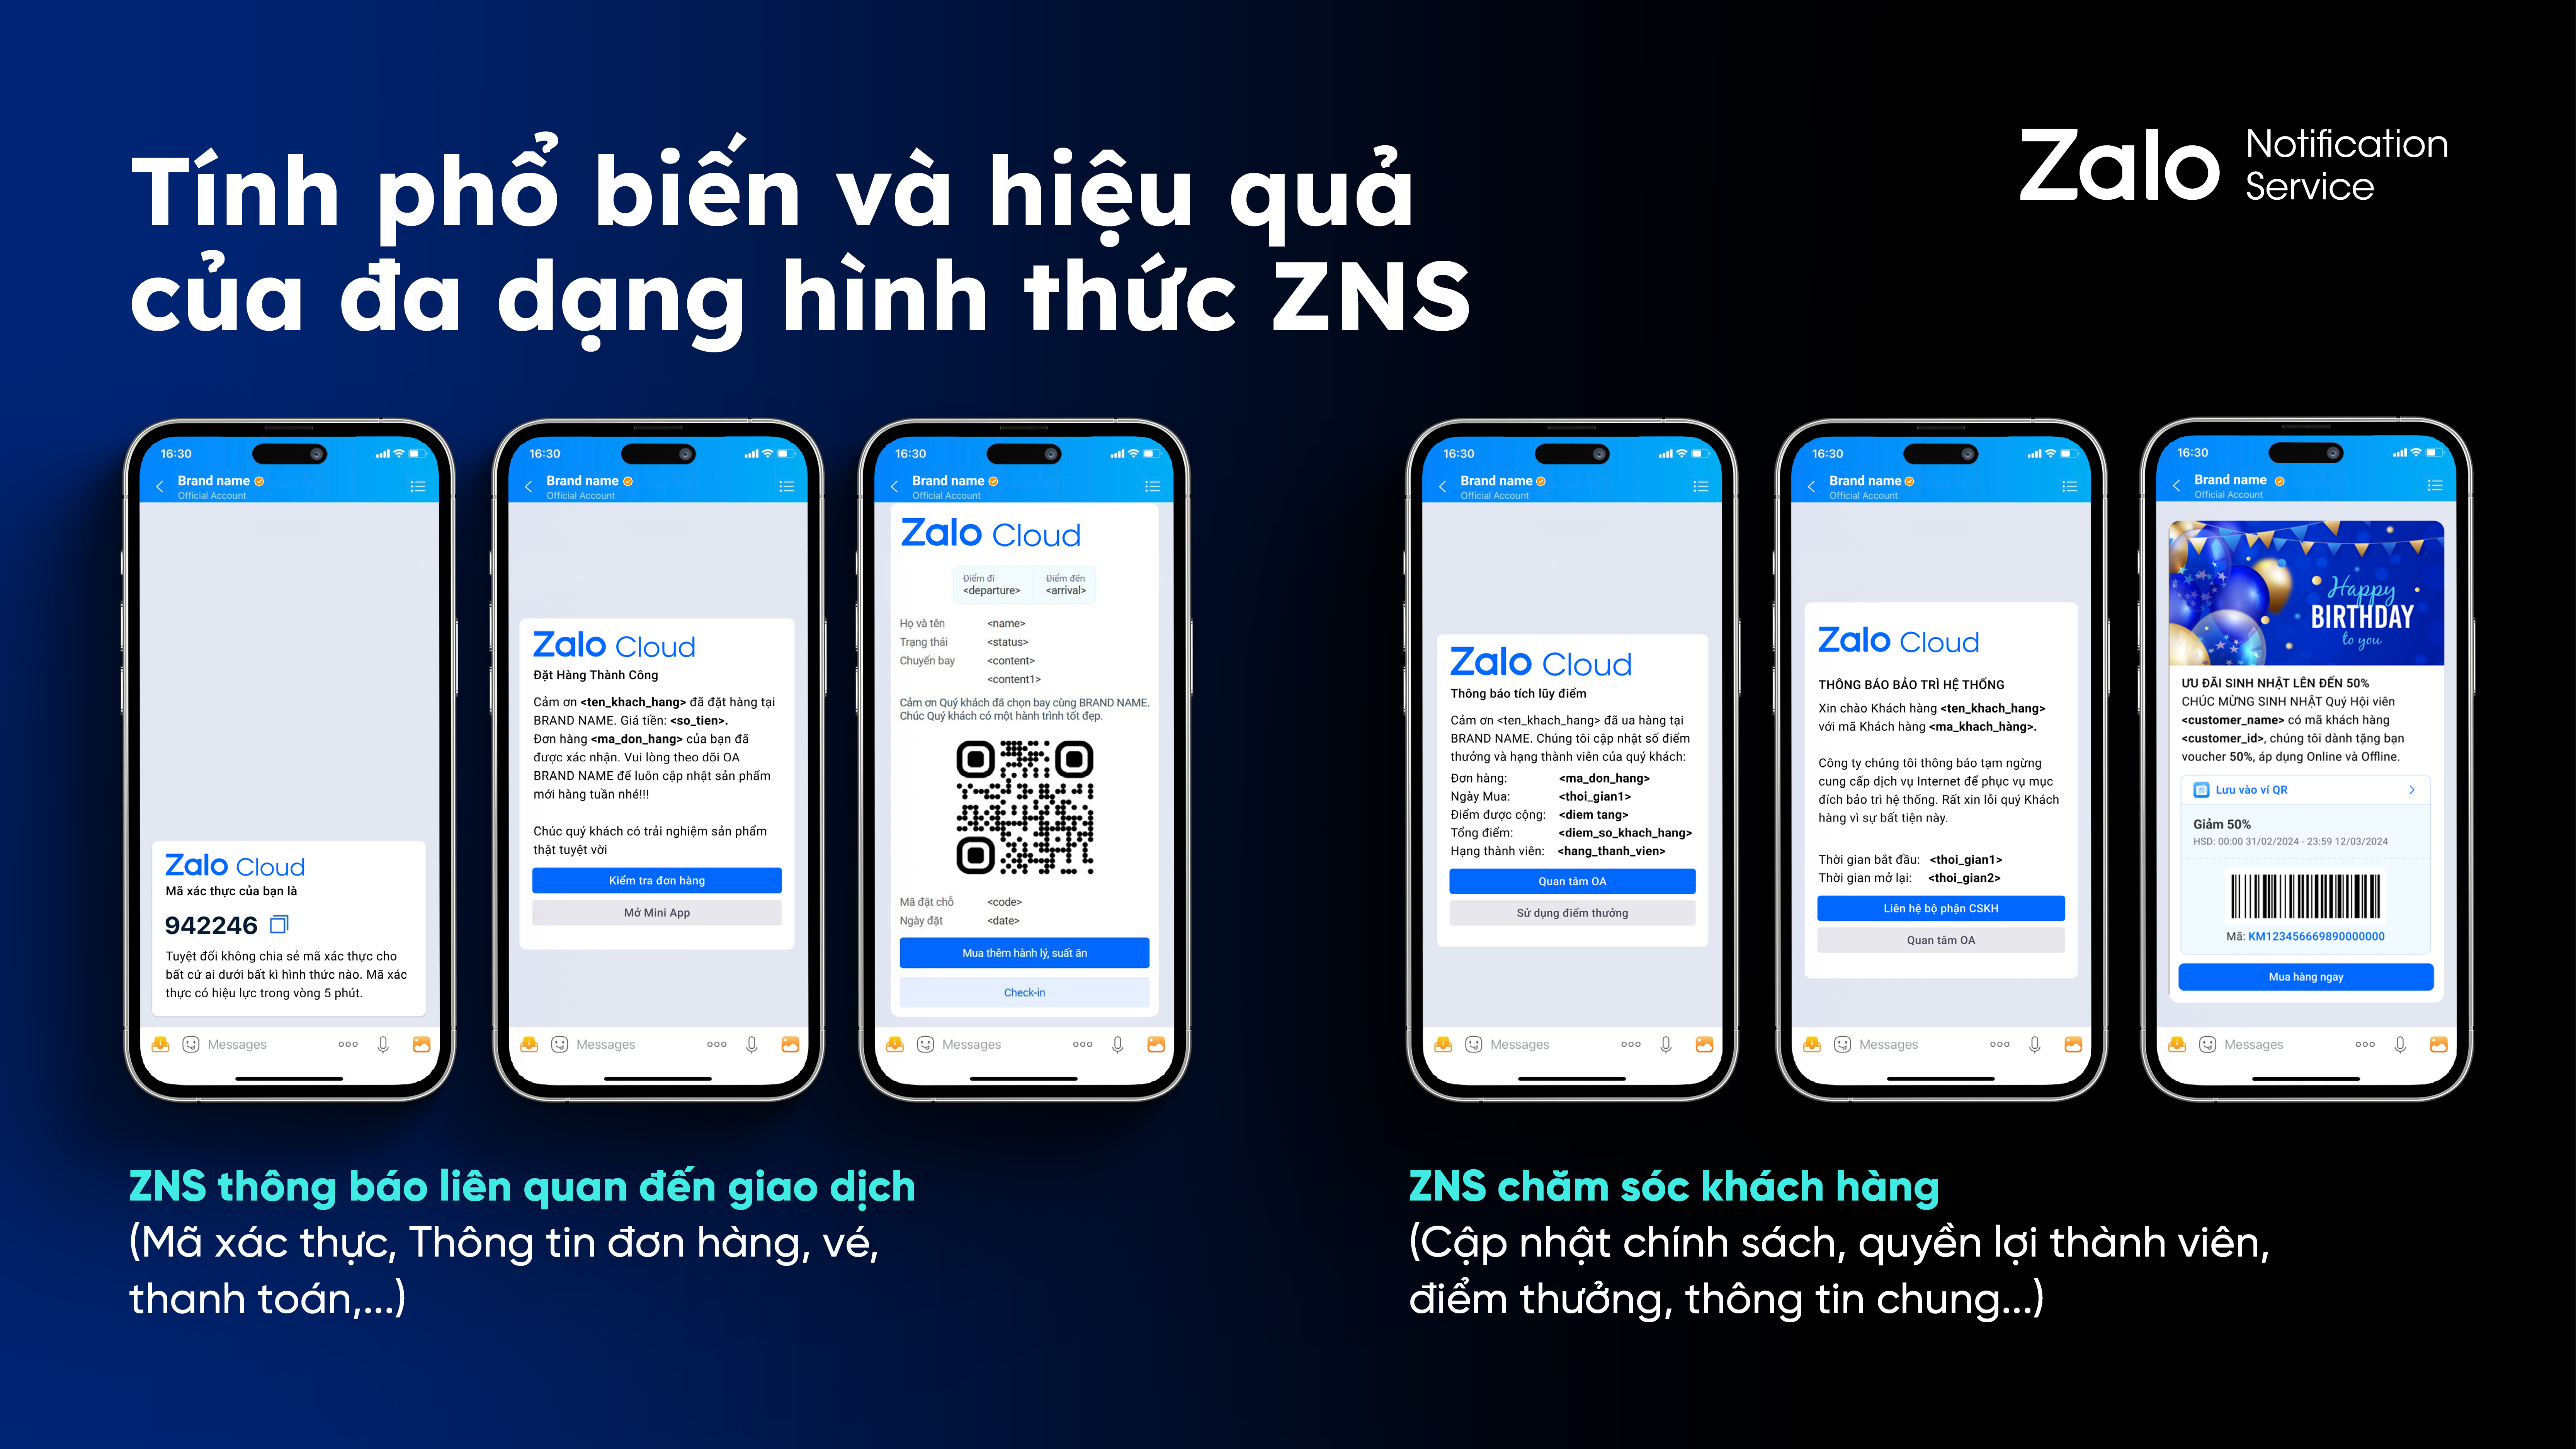 Tính phổ biến và hiệu quả
của đa dạng hình thức ZNS
Zalo Notification
Service
16:30
Brand name
Official Account
Zalo Cloud
Mã xác thực của bạn là
942246
Tuyệt đối không chia sẻ mã xác thực cho
bất cứ ai dưới bất kì hình thức nào. Mã xác
thực có hiệu lực trong vòng 5 phút.
Messages
16:30
Brand name
Official Account
Zalo Cloud
Đặt Hàng Thành Công
Cảm ơn <ten_khach_hang> đã đặt hàng tại
BRAND NAME. Giá tiền: <so_tien>.
Đơn hàng <ma_don_hang> của bạn đã
được xác nhận. Vui lòng theo dõi OA
BRAND NAME để luôn cập nhật sản phẩm
mới hàng tuần nhé!!!
Chúc quý khách có trải nghiệm sản phẩm
thật tuyệt vời
Kiểm tra đơn hàng
Mở Mini App
Messages
16:30
Brand name
Official Account
Zalo Cloud
Điểm đi Điểm đến
<departure> <arrival>
Họ và tên <name>
Trạng thái <status>
Chuyến bay <content>
<content1>
Cảm ơn Quý khách đã chọn bay cùng BRAND NAME.
Chúc Quý khách có một hành trình tốt đẹp.
Mã đặt chỗ <code>
Ngày đặt <date>
Mua thêm hành lý, suất ăn
Check-in
Messages
16:30
Brand name
Official Account
Zalo Cloud
Thông báo tích lũy điểm
Cảm ơn <ten_khach_hang> đã ua hàng tại
BRAND NAME. Chúng tôi cập nhật số điểm
thưởng và hạng thành viên của quý khách:
Đơn hàng: <ma_don_hang>
Ngày Mua: <thoi_gian1>
Điểm được cộng: <diem tang>
Tổng điểm: <diem_so_khach_hang>
Hạng thành viên: <hang_thanh_vien>
Quan tâm OA
Sử dụng điểm thưởng
Messages
16:30
Brand name
Official Account
Zalo Cloud
THÔNG BÁO BẢO TRÌ HỆ THỐNG
Xin chào Khách hàng <ten_khach_hang>
với mã Khách hàng <ma_khach_hàng>.
Công ty chúng tôi thông báo tạm ngừng
cung cấp dịch vụ Internet để phục vụ mục
đích bảo trì hệ thống. Rất xin lỗi quý Khách
hàng vì sự bất tiện này.
Thời gian bắt đầu: <thoi_gian1>
Thời gian mở lại: <thoi_gian2>
Liên hệ bộ phận CSKH
Quan tâm OA
Messages
16:30
Brand name
Official Account
Happy
BIRTHDAY
to you
ƯU ĐÃI SINH NHẬT LÊN ĐẾN 50%
CHÚC MỪNG SINH NHẬT Quý Hội viên
<customer_name> có mã khách hàng
<customer_id>, chúng tôi dành tặng bạn
voucher 50%, áp dụng Online và Offline.
Lưu vào ví QR
Giảm 50%
HSD: 00:00 31/02/2024 - 23:59 12/03/2024
Mã: KM123456669890000000
Mua hàng ngay
Messages
ZNS thông báo liên quan đến giao dịch
(Mã xác thực, Thông tin đơn hàng, vé,
thanh toán,...)
ZNS chăm sóc khách hàng
(Cập nhật chính sách, quyền lợi thành viên,
điểm thưởng, thông tin chung...)